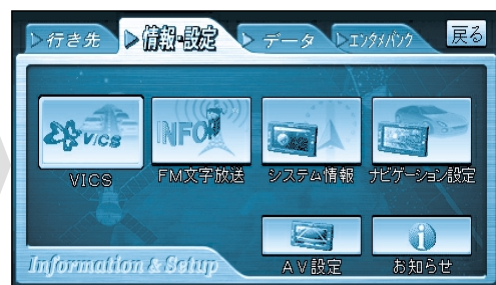 ▷行き先 ▶情報・設定 ▷データ ▷エンタメバンク 戻る
VICS INFO
VICS FM文字放送 システム情報 ナビゲーション設定
AV設定 お知らせ
Information & Setup